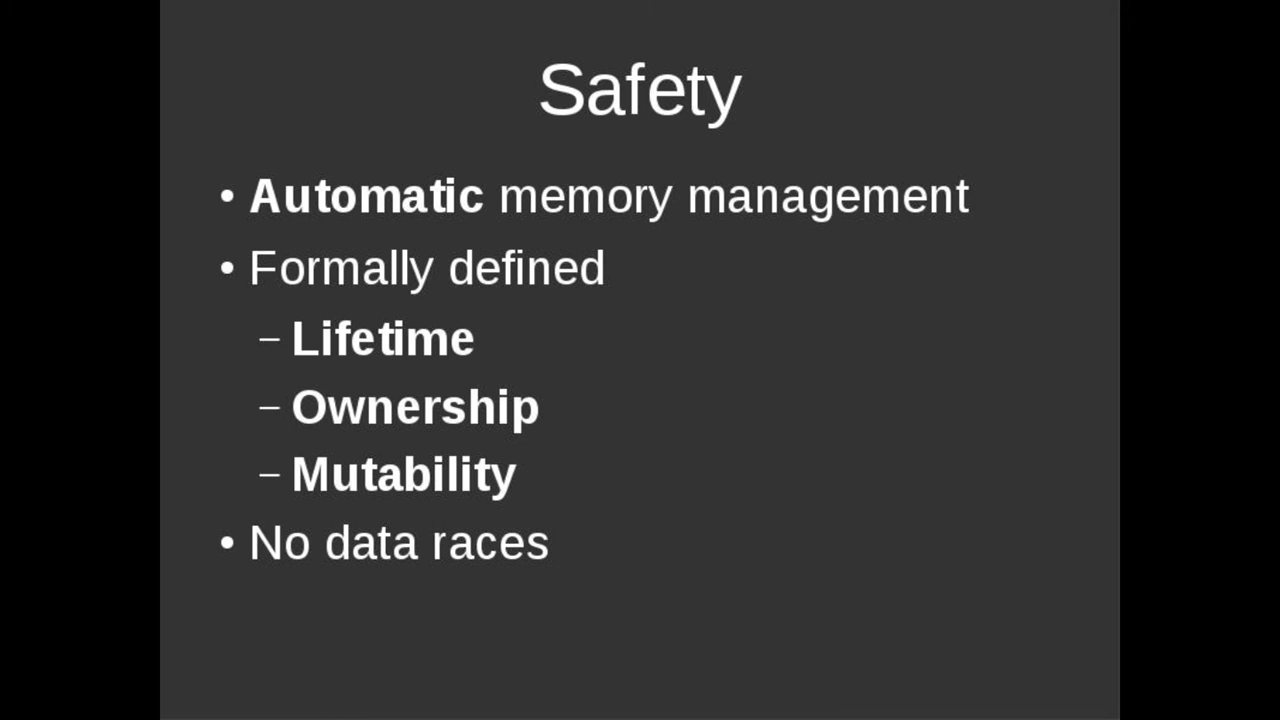 Safety
• Automatic memory management
• Formally defined
– Lifetime
– Ownership
– Mutability
• No data races